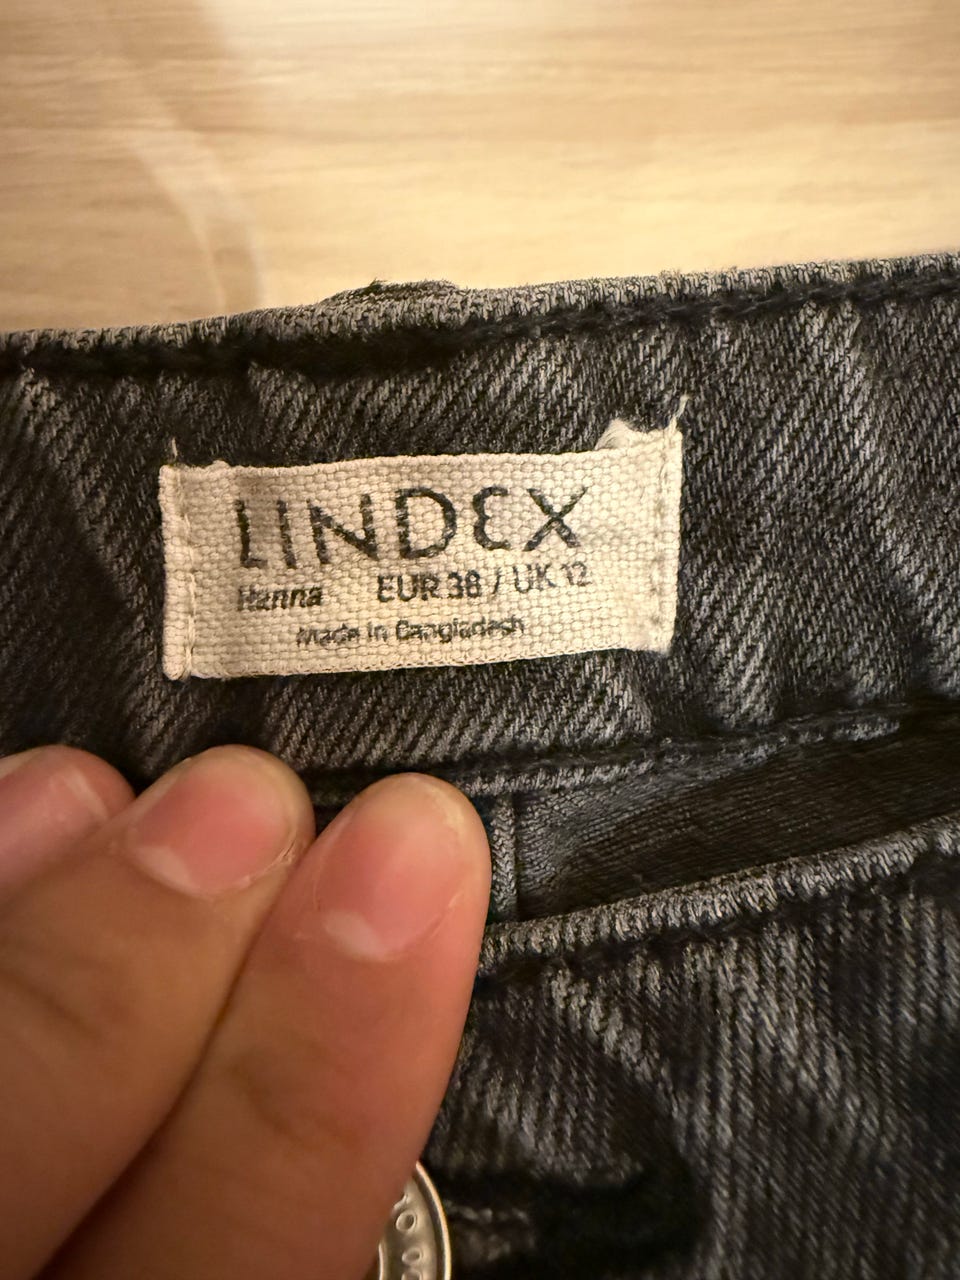 LINDEX
Hanna EUR 38 / UK 12
Made in Bangladesh